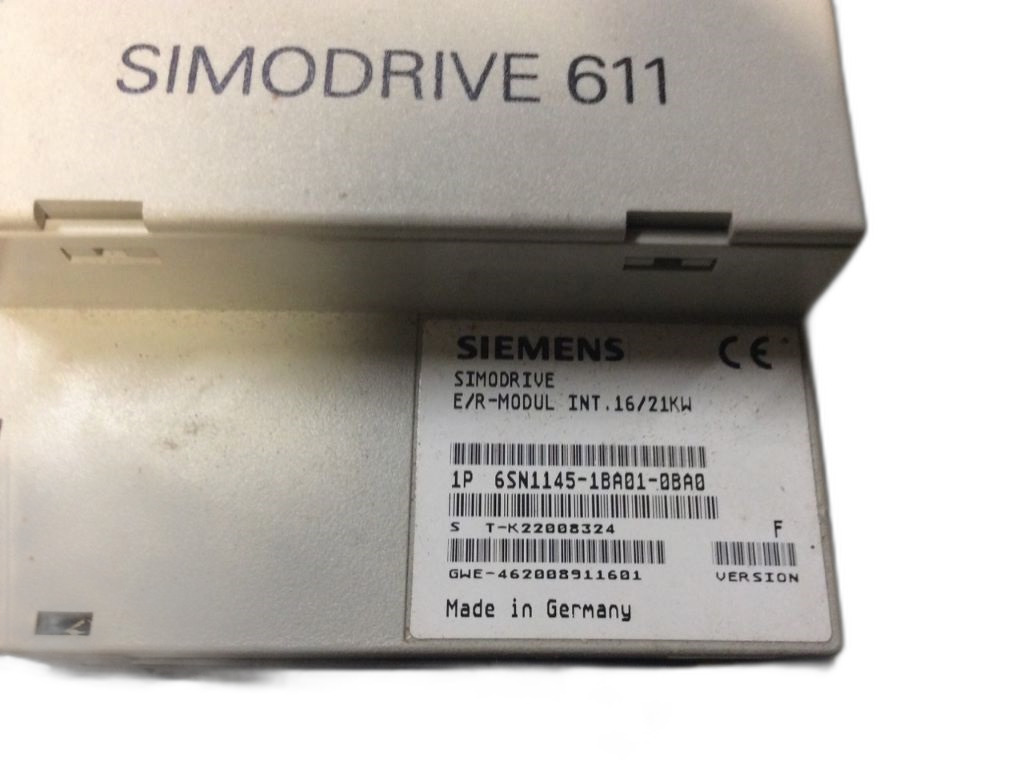 SIMODRIVE 611
SIEMENS CE
SIMODRIVE
E/R-MODUL INT.16/21KW
1P 6SN1145-1BA01-0BA0
S T-K22008324 F
GWE-462008911601 VERSION
Made in Germany